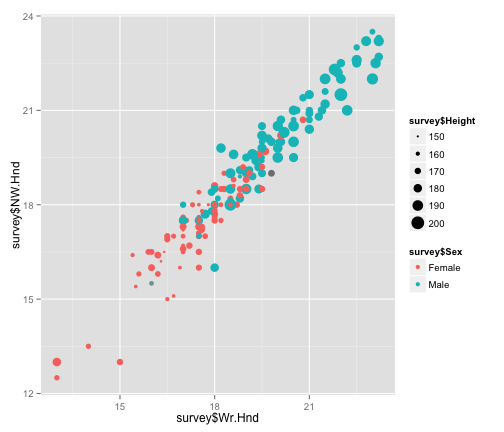 24
21
18
15
12
survey$NW.Hnd
15
18
21
survey$Wr.Hnd
survey$Height
150
160
170
180
190
200
survey$Sex
Female
Male